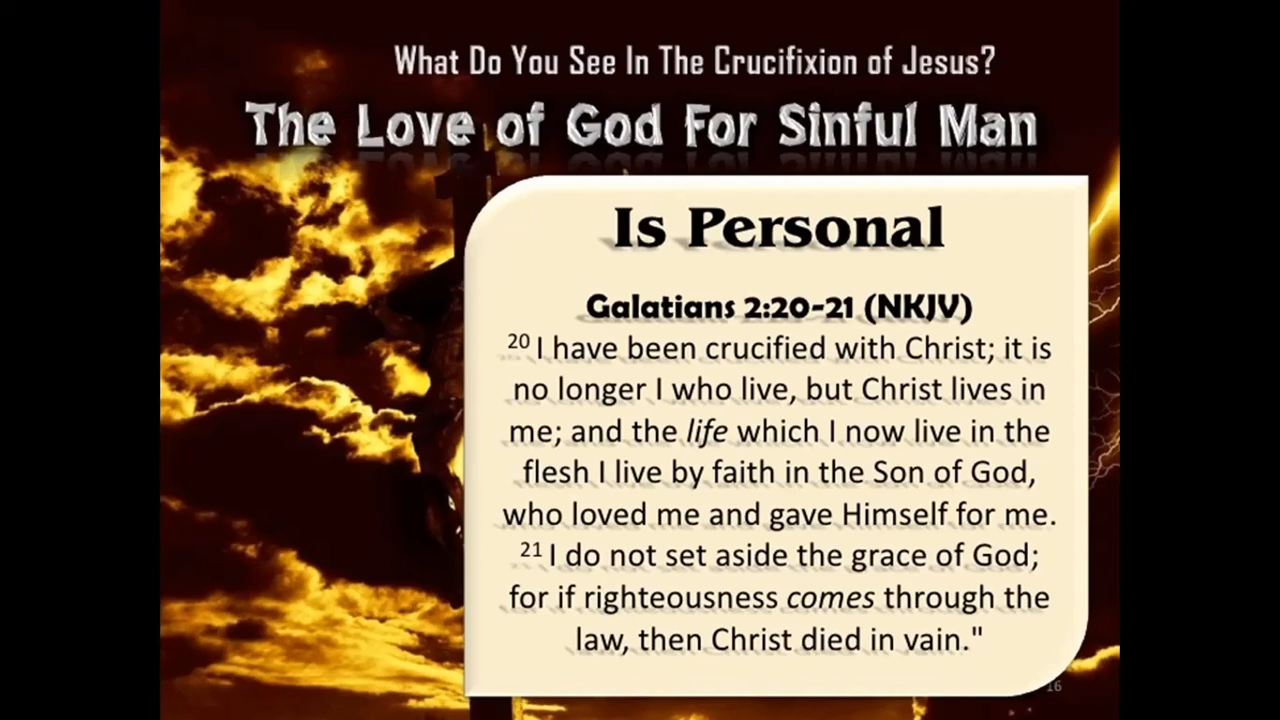 What Do You See In The Crucifixion of Jesus?
The Love of God For Sinful Man
Is Personal
Galatians 2:20-21 (NKJV)
20 I have been crucified with Christ; it is
no longer I who live, but Christ lives in
me; and the life which I now live in the
flesh I live by faith in the Son of God,
who loved me and gave Himself for me.
21 I do not set aside the grace of God;
for if righteousness comes through the
law, then Christ died in vain."
16